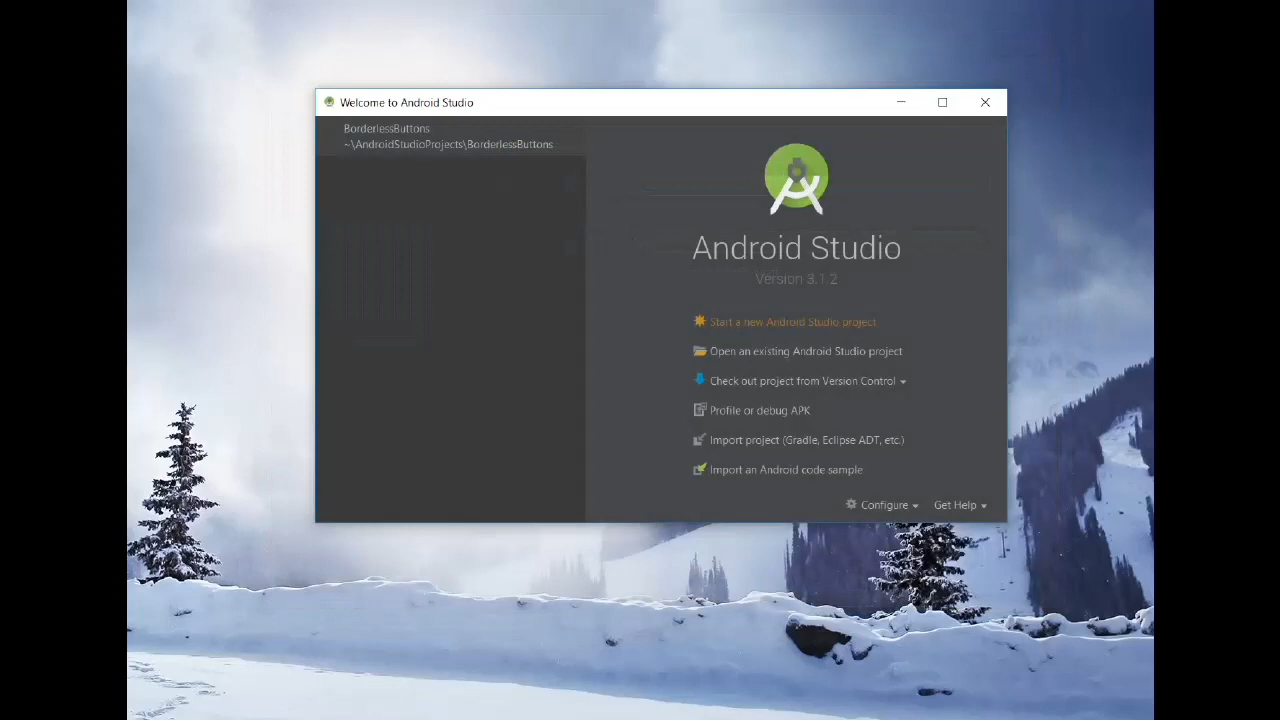 Welcome to Android Studio
BorderlessButtons
~\AndroidStudioProjects\BorderlessButtons
Android Studio
Version 3.1.2
Start a new Android Studio project
Open an existing Android Studio project
Check out project from Version Control
Profile or debug APK
Import project (Gradle, Eclipse ADT, etc.)
Import an Android code sample
Configure
Get Help